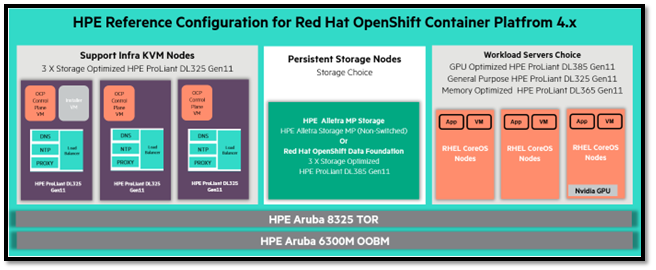 HPE Reference Configuration for Red Hat OpenShift Container Platfrom 4.x
Support Infra KVM Nodes
3 X Storage Optimized HPE ProLiant DL325 Gen11
OCP
Control
Plane
VM
DNS
NTP
PROXY
Load
Balancer
HPE ProLiant DL325
Gen11
OCP
Control
Plane
VM
DNS
NTP
PROXY
Load
Balancer
HPE ProLiant DL325
Gen11
OCP
Control
Plane
VM
DNS
NTP
PROXY
Load
Balancer
HPE ProLiant DL325
Gen11
Persistent Storage Nodes
Storage Choice
HPE Alletra MP Storage
HPE Alletra Storage MP (Non-Switched)
Or
Red Hat OpenShift Data Foundation
3 X Storage Optimized
HPE ProLiant DL385 Gen11
Workload Servers Choice
GPU Optimized HPE ProLiant DL385 Gen11
General Purpose HPE ProLiant DL325 Gen11
Memory Optimized HPE ProLiant DL365 Gen11
App VM
RHEL CoreOS
Nodes
App VM
RHEL CoreOS
Nodes
App VM
RHEL CoreOS
Nodes
Nvidia GPU
HPE Aruba 8325 TOR
HPE Aruba 6300M OOBM